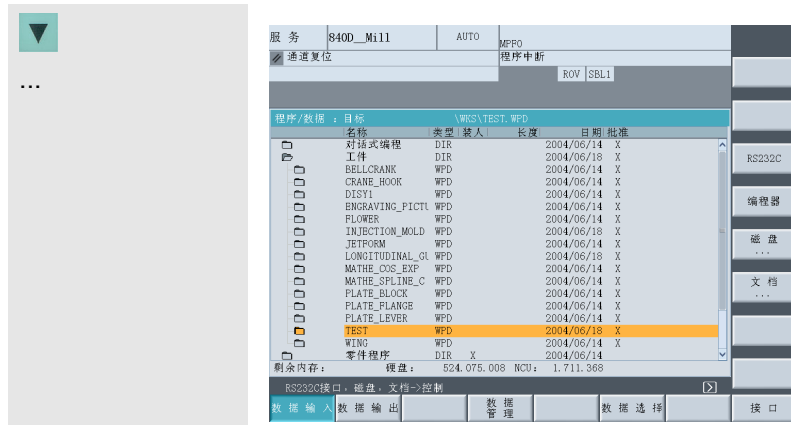 ...
服 务 840D__Mill AUTO MPF0
通道复位 程序中断
ROV SBL1
程序/数据 : 目标 \WKS\TEST.WPD
名称 类型 装人 长度 日期 批准
对话式编程 DIR 2004/06/14 X
工件 DIR 2004/06/18 X
BELLCRANK WPD 2004/06/14 X
CRANE_HOOK WPD 2004/06/14 X
DISY1 WPD 2004/06/14 X
ENGRAVING_PICTU WPD 2004/06/14 X
FLOWER WPD 2004/06/14 X
INJECTION_MOLD WPD 2004/06/18 X
JETFORM WPD 2004/06/14 X
LONGITUDINAL_GU WPD 2004/06/18 X
MATHE_COS_EXP WPD 2004/06/14 X
MATHE_SPLINE_C WPD 2004/06/14 X
PLATE_BLOCK WPD 2004/06/14 X
PLATE_FLANGE WPD 2004/06/14 X
PLATE_LEVER WPD 2004/06/14 X
TEST WPD 2004/06/18 X
WING WPD 2004/06/14 X
零件程序 DIR X 2004/06/14
剩余内存: 硬盘: 524.075.008 NCU: 1.711.368
RS232C接口，磁盘，文档->控制
数 据 输 入 数 据 输 出 数 据 管 理 数 据 选 择 接 口
RS232C
编程器
磁 盘
...
文 档
...